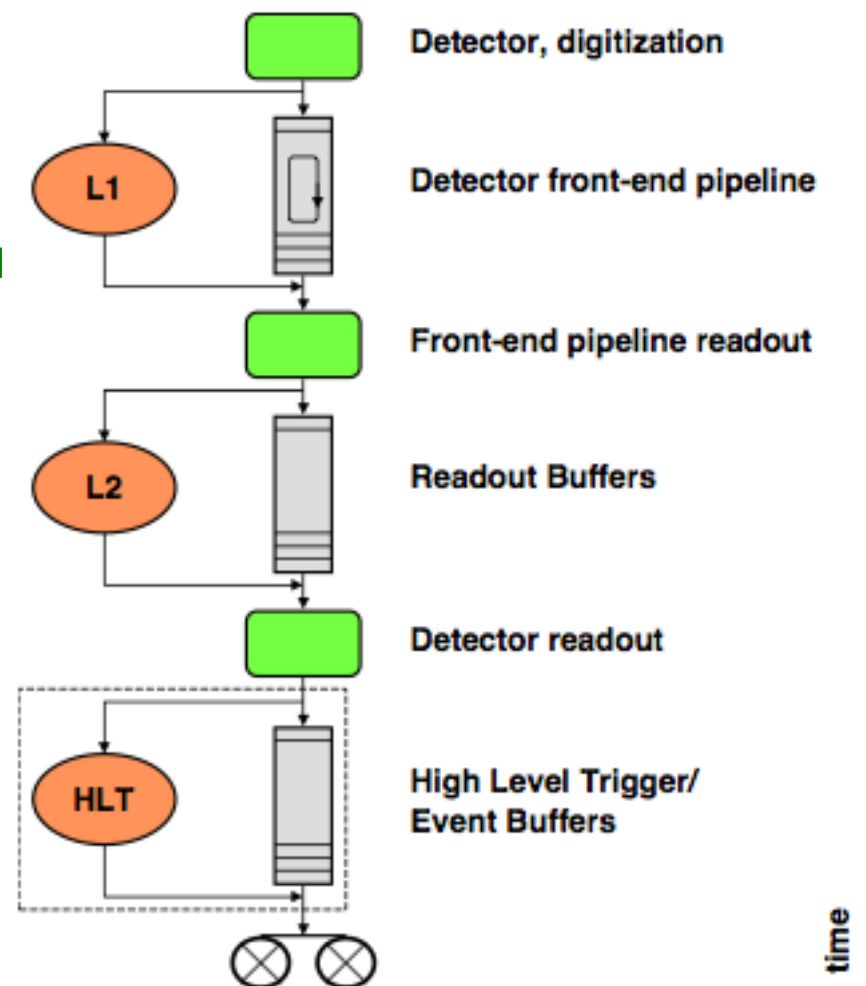 Detector, digitization
L1
Detector front-end pipeline
Front-end pipeline readout
L2
Readout Buffers
Detector readout
HLT
High Level Trigger/
Event Buffers
time